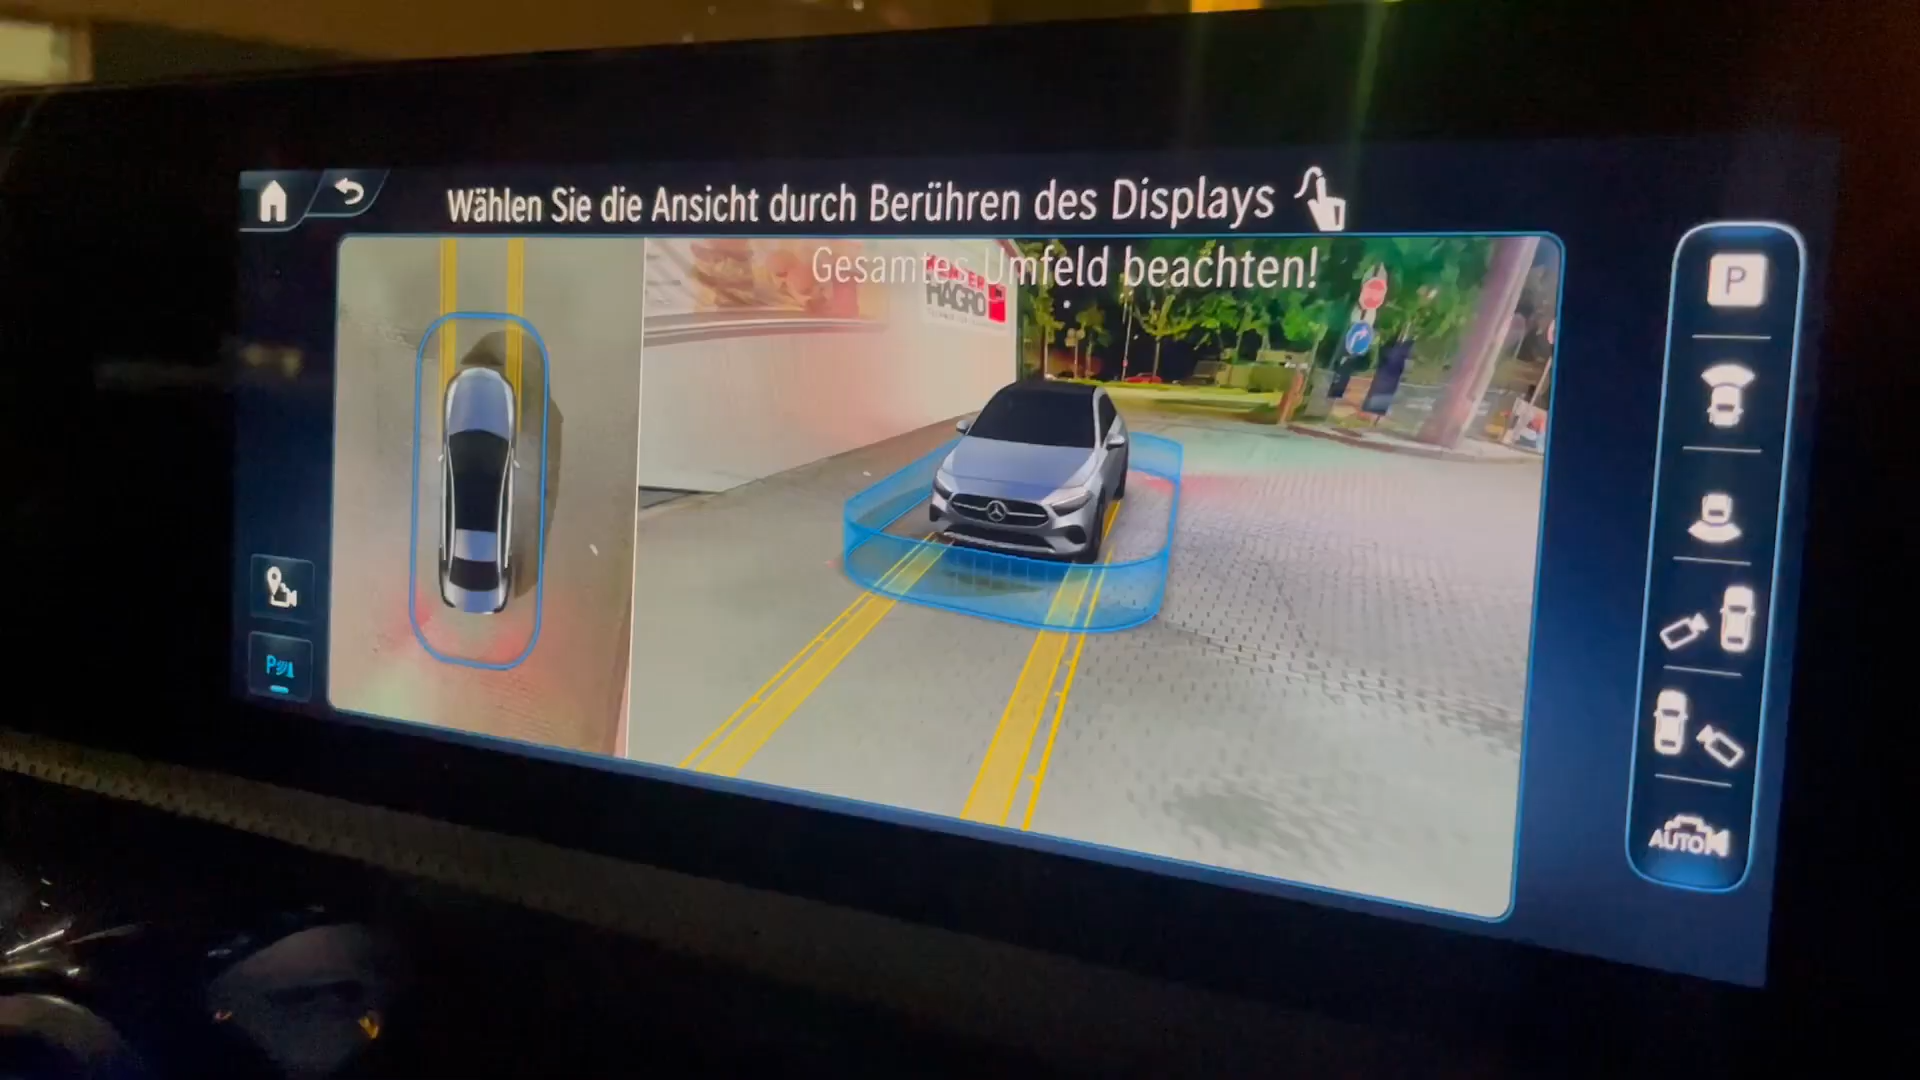 Wählen Sie die Ansicht durch Berühren des Displays
Gesamtes Umfeld beachten!
HAGRO
P
P
AUTO